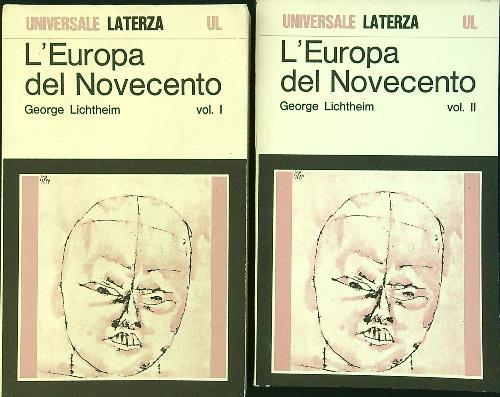 UNIVERSALE LATERZA UL
L'Europa
del Novecento
George Lichtheim vol. I
UNIVERSALE LATERZA UL
L'Europa
del Novecento
George Lichtheim vol. II